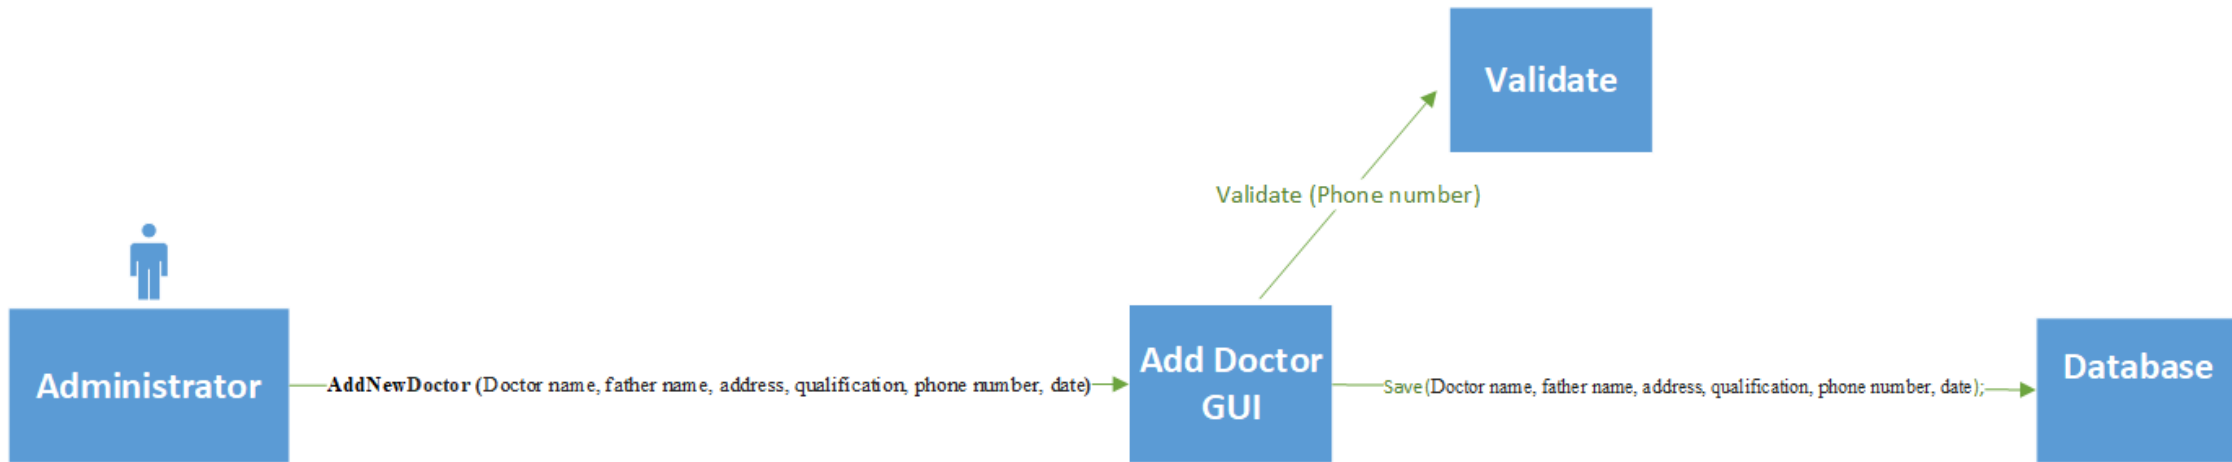 Validate
Validate (Phone number)
Administrator
AddNewDoctor (Doctor name, father name, address, qualification, phone number, date)
Add Doctor
GUI
Save(Doctor name, father name, address, qualification, phone number, date);
Database